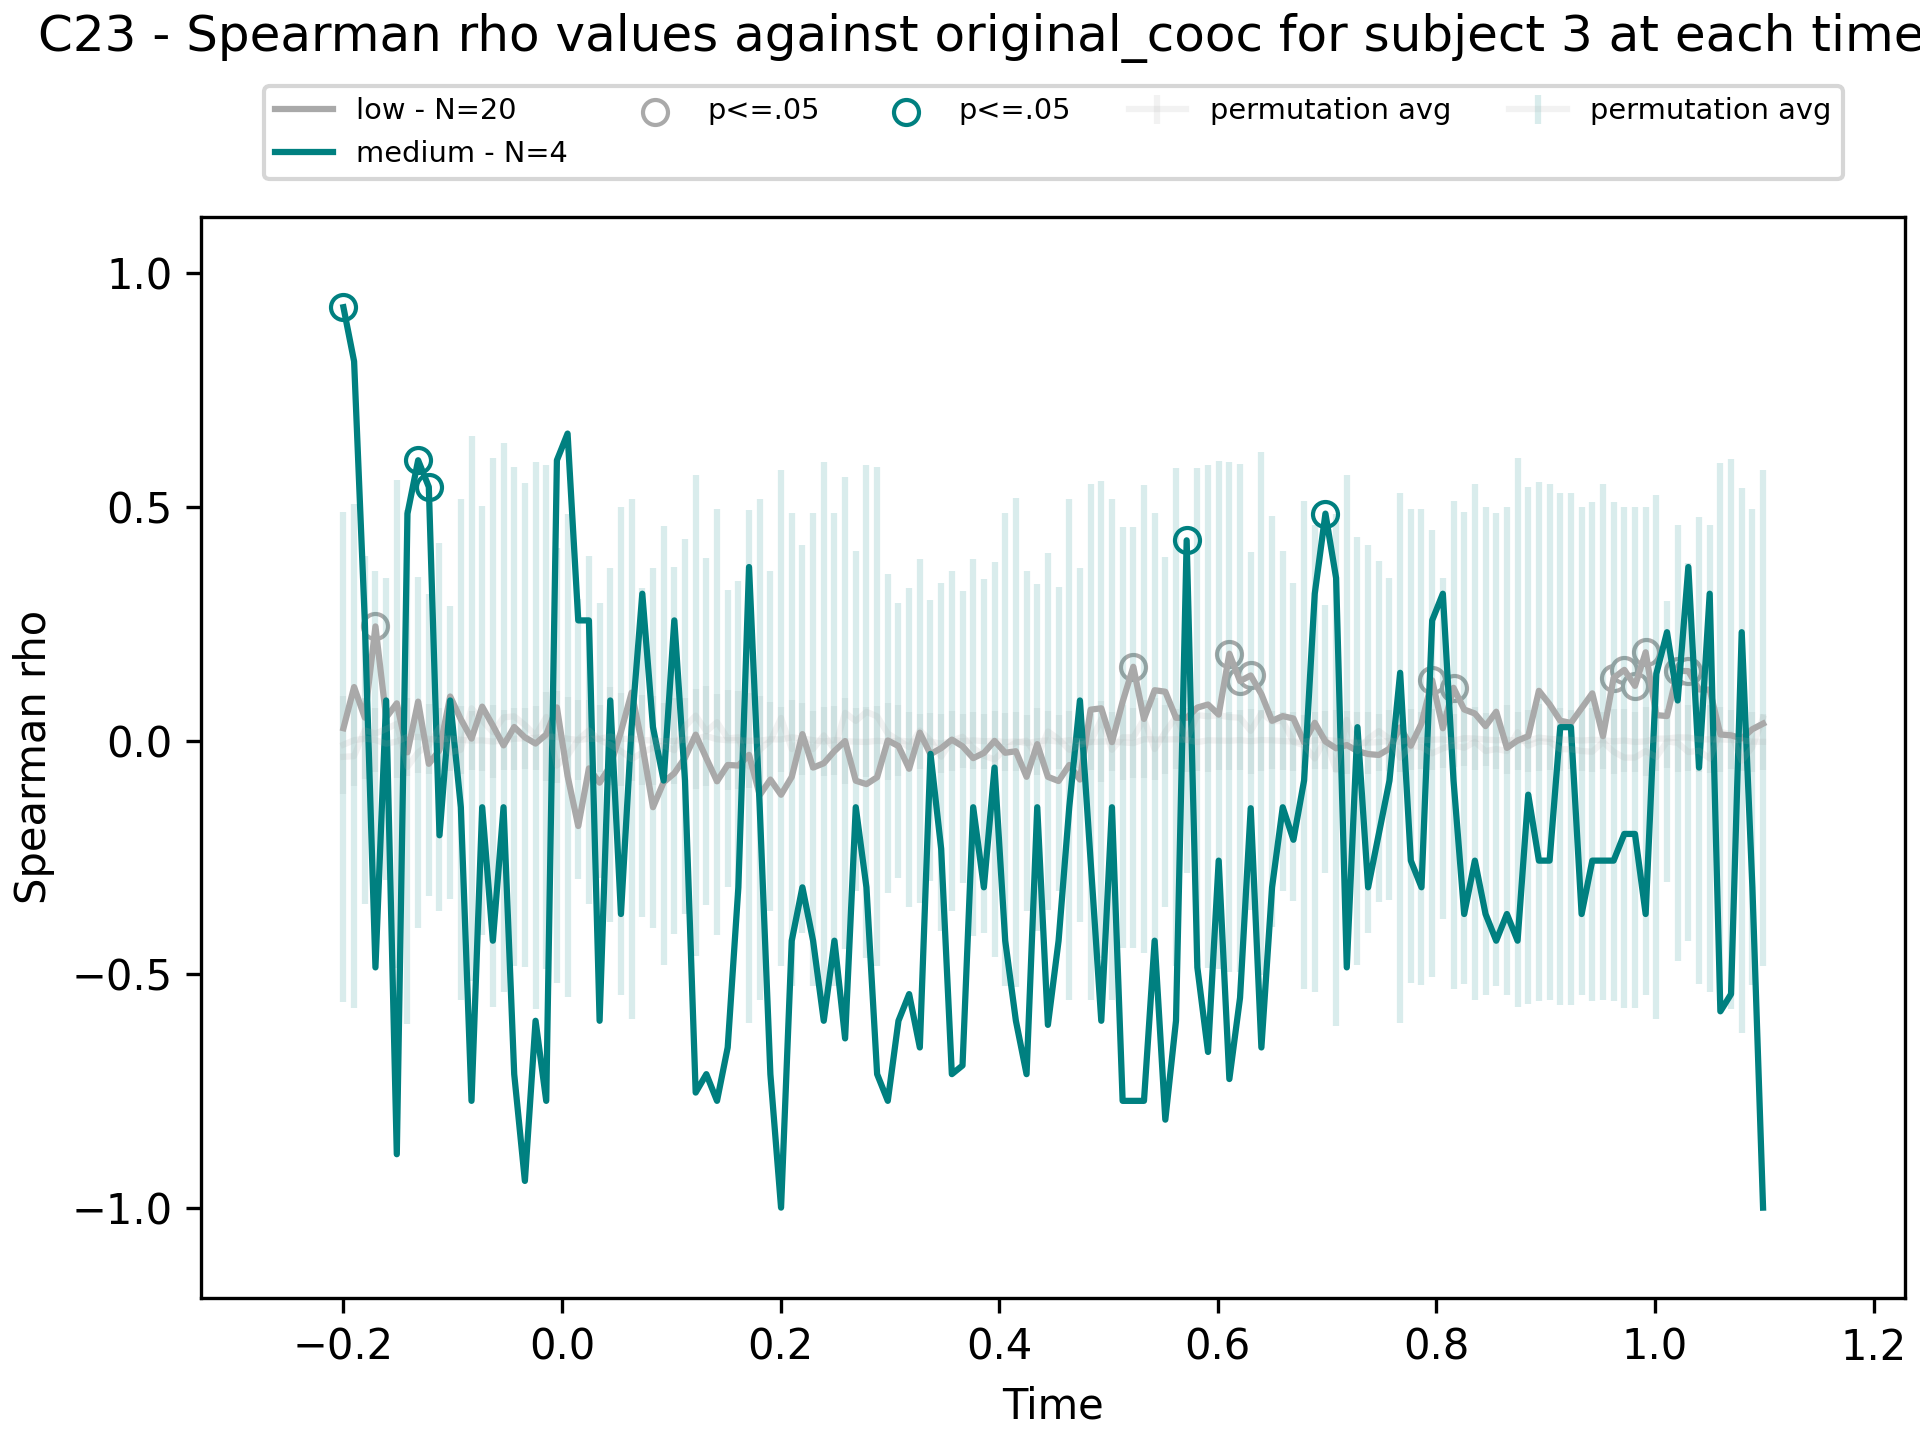 C23 - Spearman rho values against original_cooc for subject 3 at each time
low - N=20
medium - N=4
p<=.05
p<=.05
permutation avg
permutation avg
Spearman rho
1.0
0.5
0.0
−0.5
−1.0
−0.2
0.0
0.2
0.4
0.6
0.8
1.0
1.2
Time